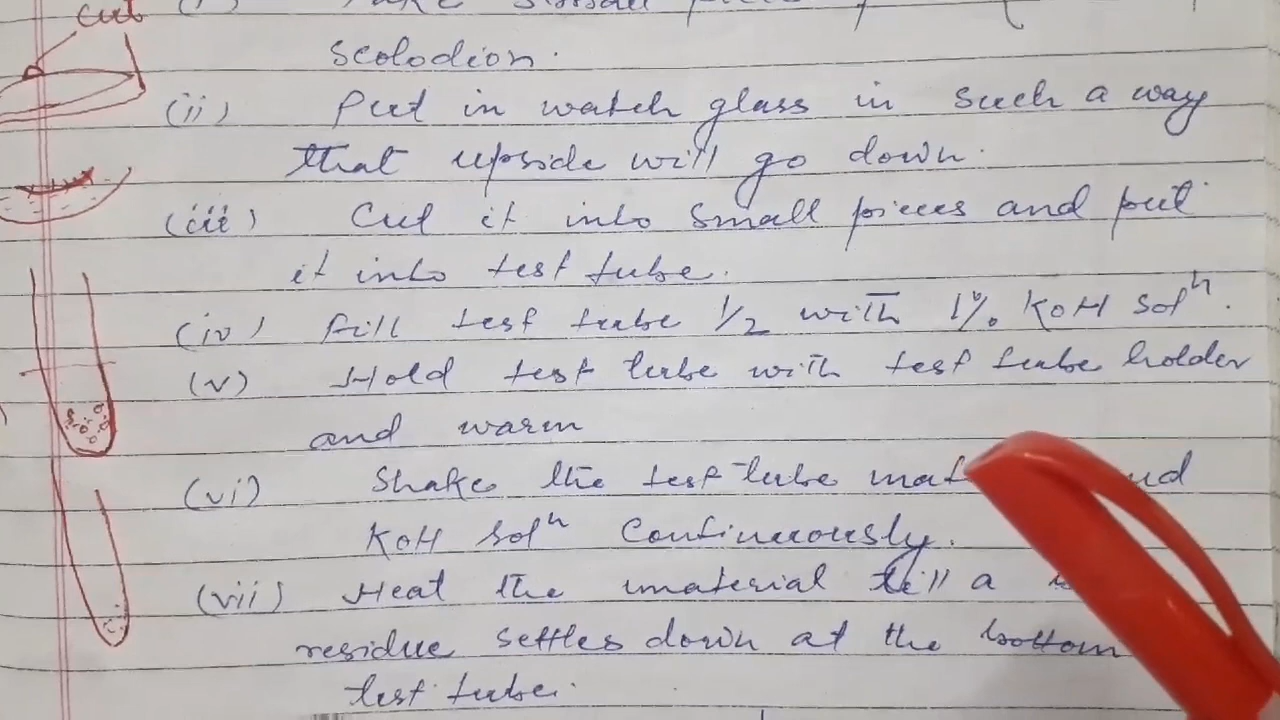 cut
scolodion.
(ii) Put in watch glass in such a way
that upside will go down.
(iii) Cut it into small pieces and put
it into test tube.
(iv) fill test tube 1/2 with 1% KOH solⁿ.
(v) Hold test tube with test tube holder
and warm
(vi) Shake the test tube
KOH solⁿ Continuously.
(vii) Heat the material till a
residue settles down at the bottom
test tube.